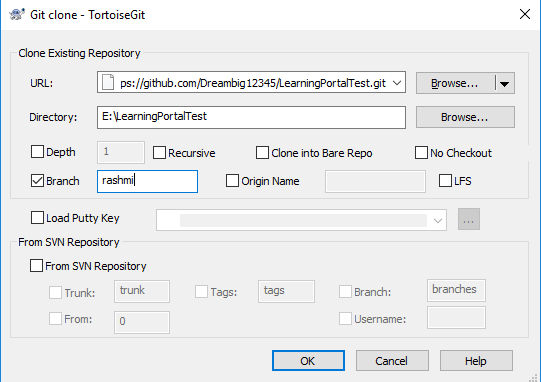 Git clone - TortoiseGit
Clone Existing Repository
URL: ps://github.com/Dreambig12345/LearningPortalTest.git Browse...
Directory: E:\LearningPortalTest Browse...
Depth 1 Recursive Clone into Bare Repo No Checkout
Branch rashmi Origin Name LFS
Load Putty Key ...
From SVN Repository
From SVN Repository
Trunk: trunk Tags: tags Branch: branches
From: 0 Username:
OK Cancel Help